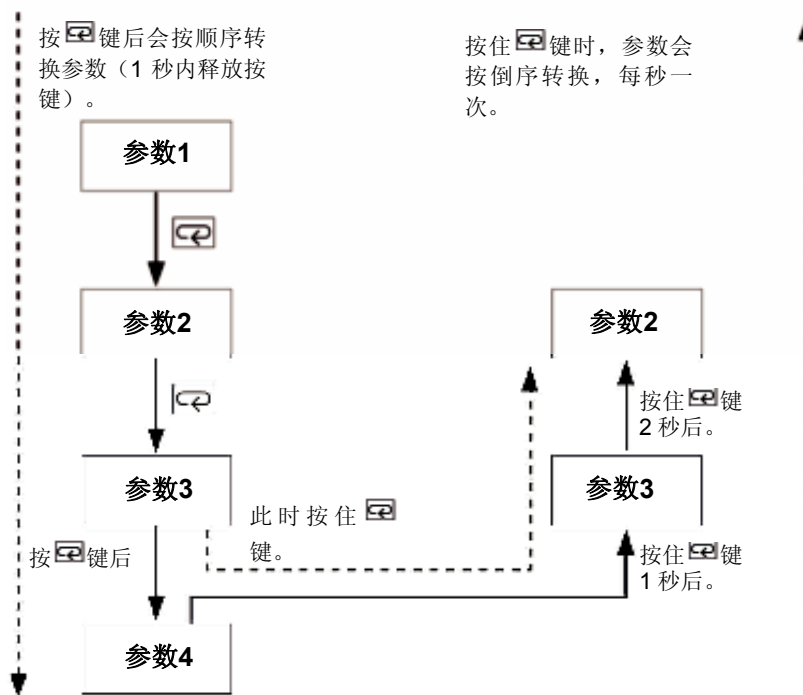 按键后会按顺序转
换参数（1 秒内释放按
键）。
按住键时，参数会
按倒序转换，每秒一
次。
参数1
参数2
参数3
按键后
此时按住
键。
参数4
参数2
按住键
2 秒后。
参数3
按住键
1 秒后。